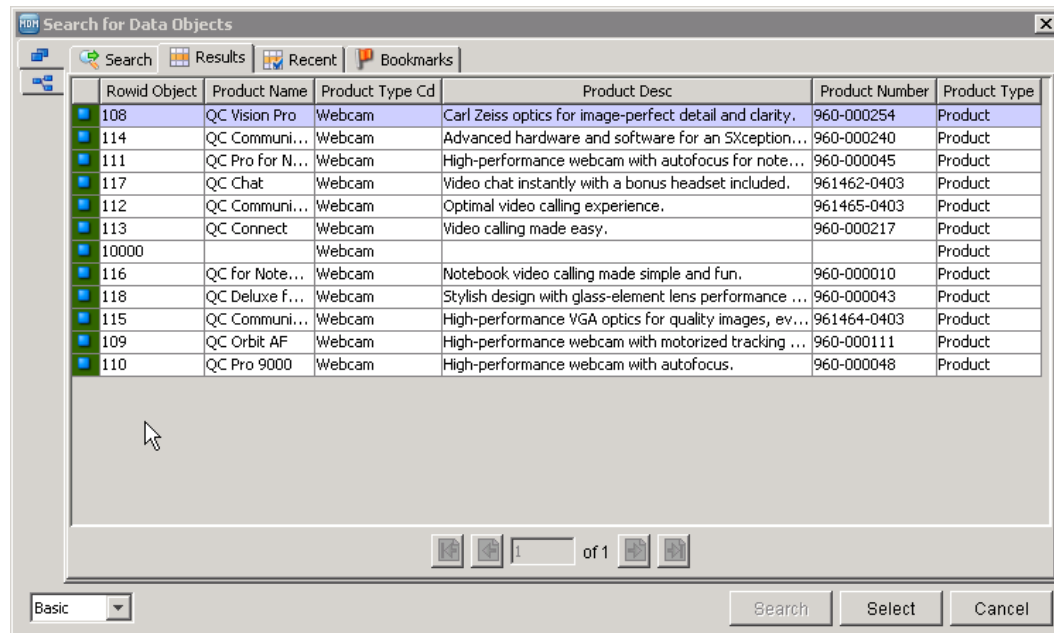 MDM Search for Data Objects
Search Results Recent Bookmarks
Rowid Object Product Name Product Type Cd Product Desc Product Number Product Type
108 QC Vision Pro Webcam Carl Zeiss optics for image-perfect detail and clarity. 960-000254 Product
114 QC Communi... Webcam Advanced hardware and software for an SXception... 960-000240 Product
111 QC Pro for N... Webcam High-performance webcam with autofocus for note... 960-000045 Product
117 QC Chat Webcam Video chat instantly with a bonus headset included. 961462-0403 Product
112 QC Communi... Webcam Optimal video calling experience. 961465-0403 Product
113 QC Connect Webcam Video calling made easy. 960-000217 Product
10000 Webcam Product
116 QC for Note... Webcam Notebook video calling made simple and fun. 960-000010 Product
118 QC Deluxe f... Webcam Stylish design with glass-element lens performance ... 960-000043 Product
115 QC Communi... Webcam High-performance VGA optics for quality images, ev... 961464-0403 Product
109 QC Orbit AF Webcam High-performance webcam with motorized tracking ... 960-000111 Product
110 QC Pro 9000 Webcam High-performance webcam with autofocus. 960-000048 Product
1 of 1
Basic Search Select Cancel